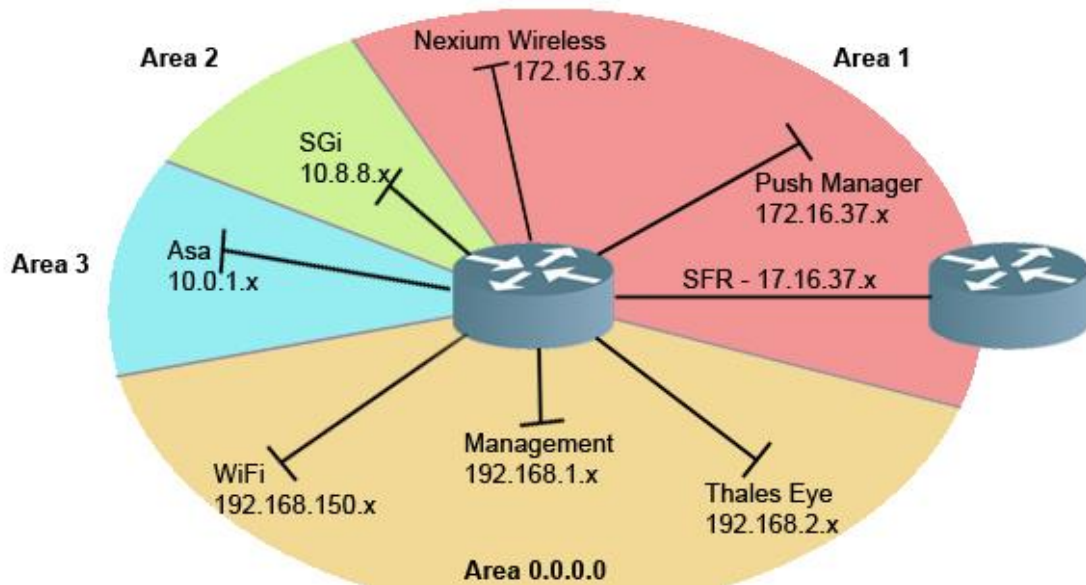 Area 2
Nexium Wireless
172.16.37.x
Area 1
SGi
10.8.8.x
Push Manager
172.16.37.x
Area 3
Asa
10.0.1.x
SFR - 17.16.37.x
WiFi
192.168.150.x
Management
192.168.1.x
Thales Eye
192.168.2.x
Area 0.0.0.0